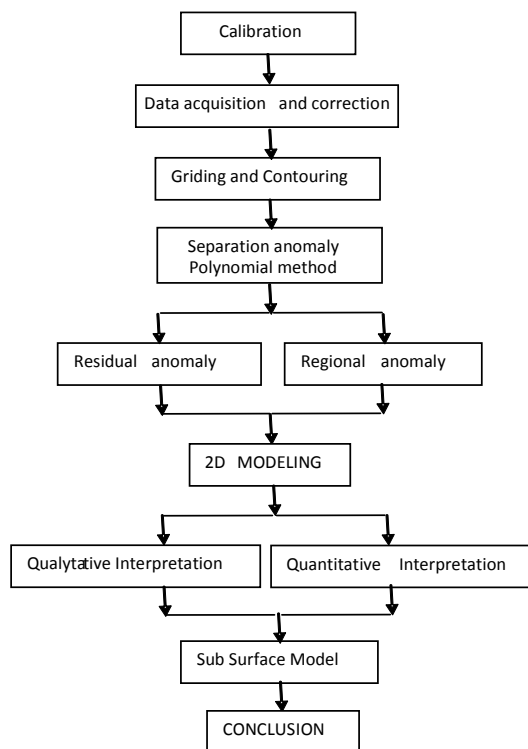 Calibration
Data acquisition and correction
Griding and Contouring
Separation anomaly
Polynomial method
Residual anomaly
Regional anomaly
2D MODELING
Qualytative Interpretation
Quantitative Interpretation
Sub Surface Model
CONCLUSION